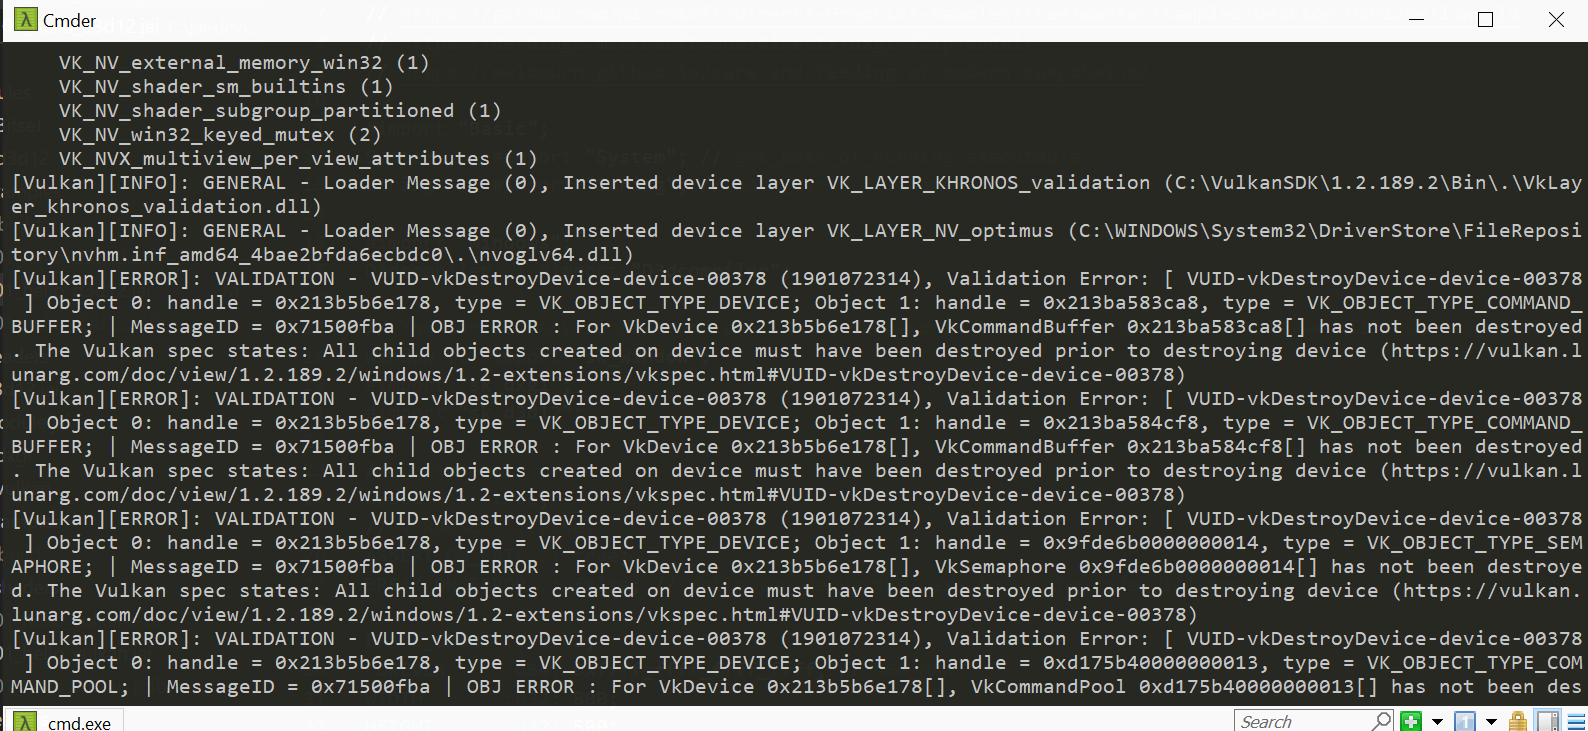 Cmder
VK_NV_external_memory_win32 (1)
VK_NV_shader_sm_builtins (1)
VK_NV_shader_subgroup_partitioned (1)
VK_NV_win32_keyed_mutex (2)
VK_NVX_multiview_per_view_attributes (1)
[Vulkan][INFO]: GENERAL - Loader Message (0), Inserted device layer VK_LAYER_KHRONOS_validation (C:\VulkanSDK\1.2.189.2\Bin\.\VkLay
er_khronos_validation.dll)
[Vulkan][INFO]: GENERAL - Loader Message (0), Inserted device layer VK_LAYER_NV_optimus (C:\WINDOWS\System32\DriverStore\FileReposi
tory\nvhm.inf_amd64_4bae2bfda6ecbdc0\.\nvoglv64.dll)
[Vulkan][ERROR]: VALIDATION - VUID-vkDestroyDevice-device-00378 (1901072314), Validation Error: [ VUID-vkDestroyDevice-device-00378
 ] Object 0: handle = 0x213b5b6e178, type = VK_OBJECT_TYPE_DEVICE; Object 1: handle = 0x213ba583ca8, type = VK_OBJECT_TYPE_COMMAND_
BUFFER; | MessageID = 0x71500fba | OBJ ERROR : For VkDevice 0x213b5b6e178[], VkCommandBuffer 0x213ba583ca8[] has not been destroyed
. The Vulkan spec states: All child objects created on device must have been destroyed prior to destroying device (https://vulkan.l
unarg.com/doc/view/1.2.189.2/windows/1.2-extensions/vkspec.html#VUID-vkDestroyDevice-device-00378)
[Vulkan][ERROR]: VALIDATION - VUID-vkDestroyDevice-device-00378 (1901072314), Validation Error: [ VUID-vkDestroyDevice-device-00378
 ] Object 0: handle = 0x213b5b6e178, type = VK_OBJECT_TYPE_DEVICE; Object 1: handle = 0x213ba584cf8, type = VK_OBJECT_TYPE_COMMAND_
BUFFER; | MessageID = 0x71500fba | OBJ ERROR : For VkDevice 0x213b5b6e178[], VkCommandBuffer 0x213ba584cf8[] has not been destroyed
. The Vulkan spec states: All child objects created on device must have been destroyed prior to destroying device (https://vulkan.l
unarg.com/doc/view/1.2.189.2/windows/1.2-extensions/vkspec.html#VUID-vkDestroyDevice-device-00378)
[Vulkan][ERROR]: VALIDATION - VUID-vkDestroyDevice-device-00378 (1901072314), Validation Error: [ VUID-vkDestroyDevice-device-00378
 ] Object 0: handle = 0x213b5b6e178, type = VK_OBJECT_TYPE_DEVICE; Object 1: handle = 0x9fde6b0000000014, type = VK_OBJECT_TYPE_SEM
APHORE; | MessageID = 0x71500fba | OBJ ERROR : For VkDevice 0x213b5b6e178[], VkSemaphore 0x9fde6b0000000014[] has not been destroye
d. The Vulkan spec states: All child objects created on device must have been destroyed prior to destroying device (https://vulkan.
lunarg.com/doc/view/1.2.189.2/windows/1.2-extensions/vkspec.html#VUID-vkDestroyDevice-device-00378)
[Vulkan][ERROR]: VALIDATION - VUID-vkDestroyDevice-device-00378 (1901072314), Validation Error: [ VUID-vkDestroyDevice-device-00378
 ] Object 0: handle = 0x213b5b6e178, type = VK_OBJECT_TYPE_DEVICE; Object 1: handle = 0xd175b40000000013, type = VK_OBJECT_TYPE_COM
MAND_POOL; | MessageID = 0x71500fba | OBJ ERROR : For VkDevice 0x213b5b6e178[], VkCommandPool 0xd175b40000000013[] has not been des
cmd.exe
Search
1